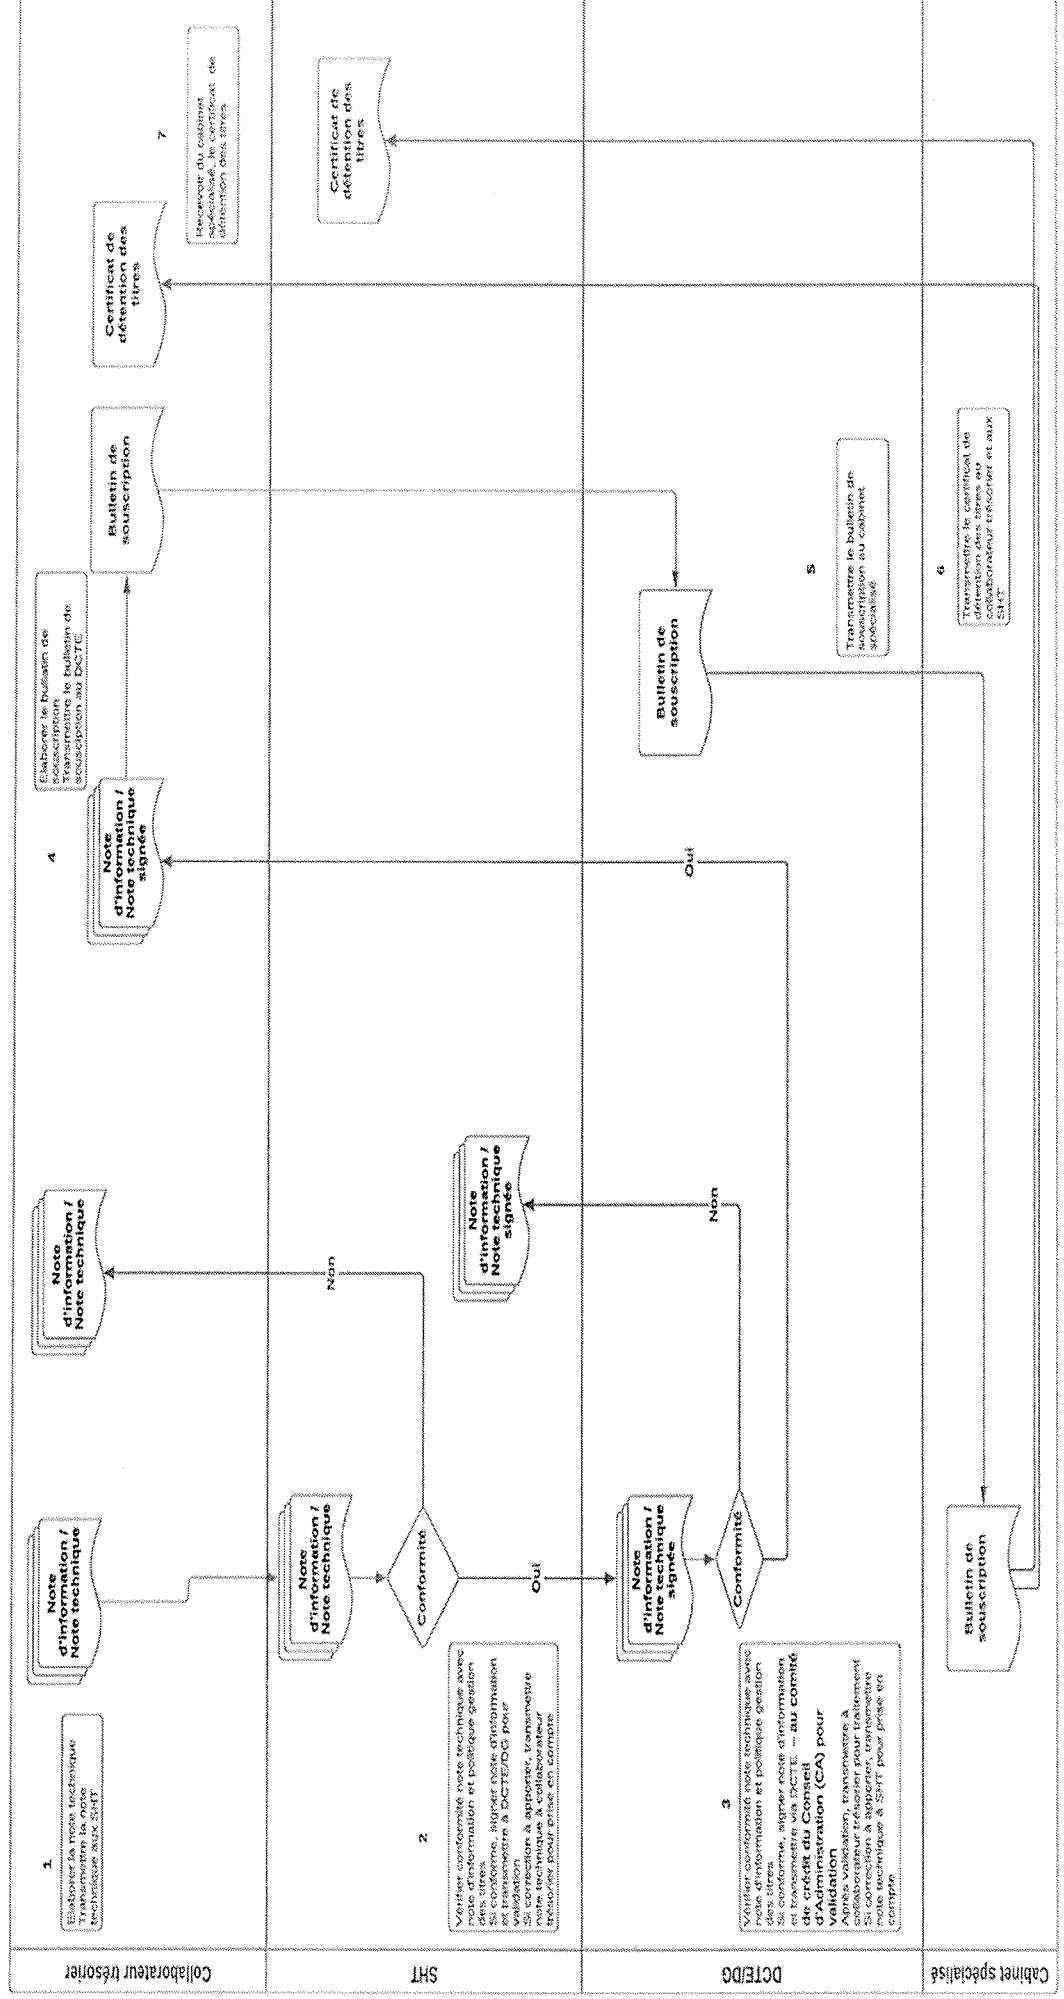 Collaborateur trésorier
1
Elaborer la note technique
Transmettre la note
technique aux SHT
Note
d'information /
Note technique
Note
d'information /
Note technique
4
Note
d'information /
Note technique
signée
Elaborer le bulletin de
souscription
Transmettre le bulletin de
souscription au DCTE
Bulletin de
souscription
Certificat de
détention des
titres
7
Recevoir du cabinet
spécialisé, le certificat de
détention des titres
SHT
2
Vérifier conformité note technique avec
note d'information et politique gestion
des titres
Si conforme, signer note d'information
et transmettre à DCTE/DG pour
validation
Si correction à apporter, transmettre
note technique à collaborateur
trésorier pour prise en compte
Note
d'information /
Note technique
Conformité
Non
Oui
Note
d'information /
Note technique
signée
Certificat de
détention des
titres
DCTE/DG
3
Vérifier conformité note technique avec
note d'information et politique gestion
des titres
Si conforme, signer note d'information
et transmettre via DCTE – au comité
de crédit du Conseil
d'Administration (CA) pour
validation
Après validation, transmettre à
collaborateur trésorier pour traitement
Si correction à apporter, transmettre
note technique à SHT pour prise en
compte
Note
d'information /
Note technique
signée
Conformité
Non
Oui
Bulletin de
souscription
5
Transmettre le bulletin de
souscription au cabinet
spécialisé
Cabinet spécialisé
Bulletin de
souscription
6
Transmettre le certificat de
détention des titres au
collaborateur trésorier et aux
SHT